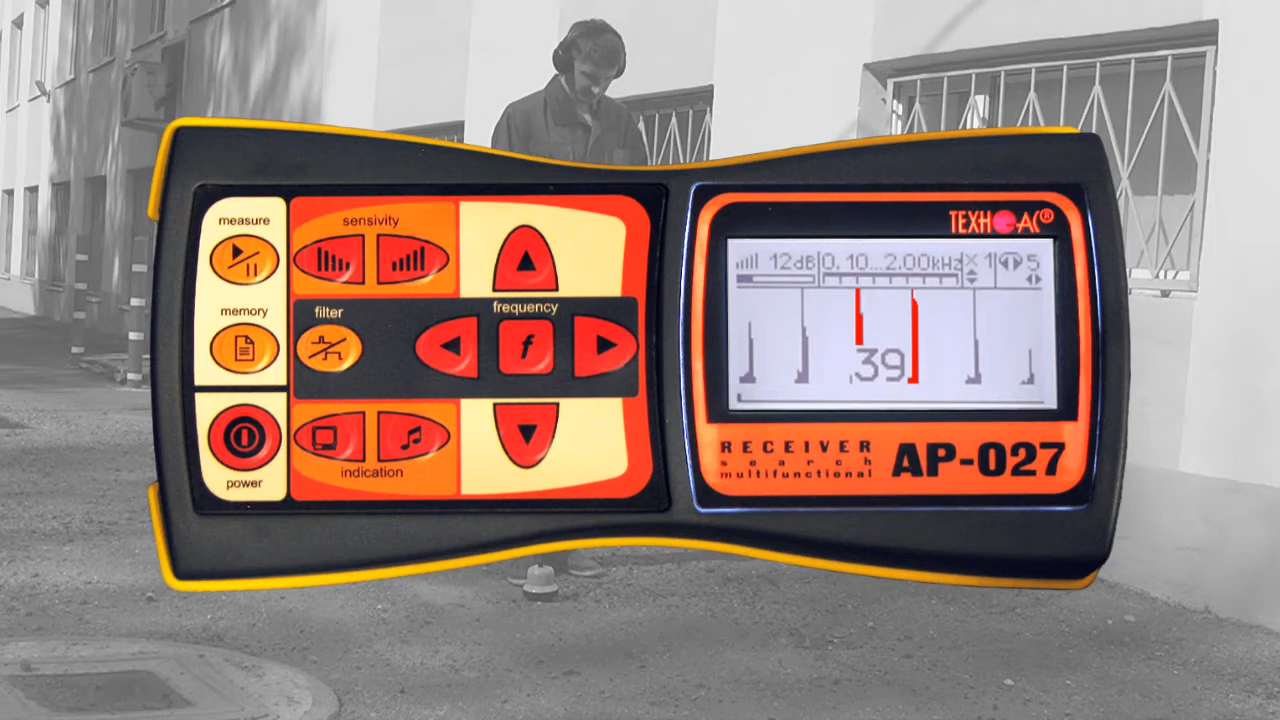 measure
sensivity
memory
filter
frequency
f
indication
power
ТЕХНО-АС®
12dB
0.10...2.00kHz
× 1
5
39
RECEIVER
search
multifunctional
AP-027